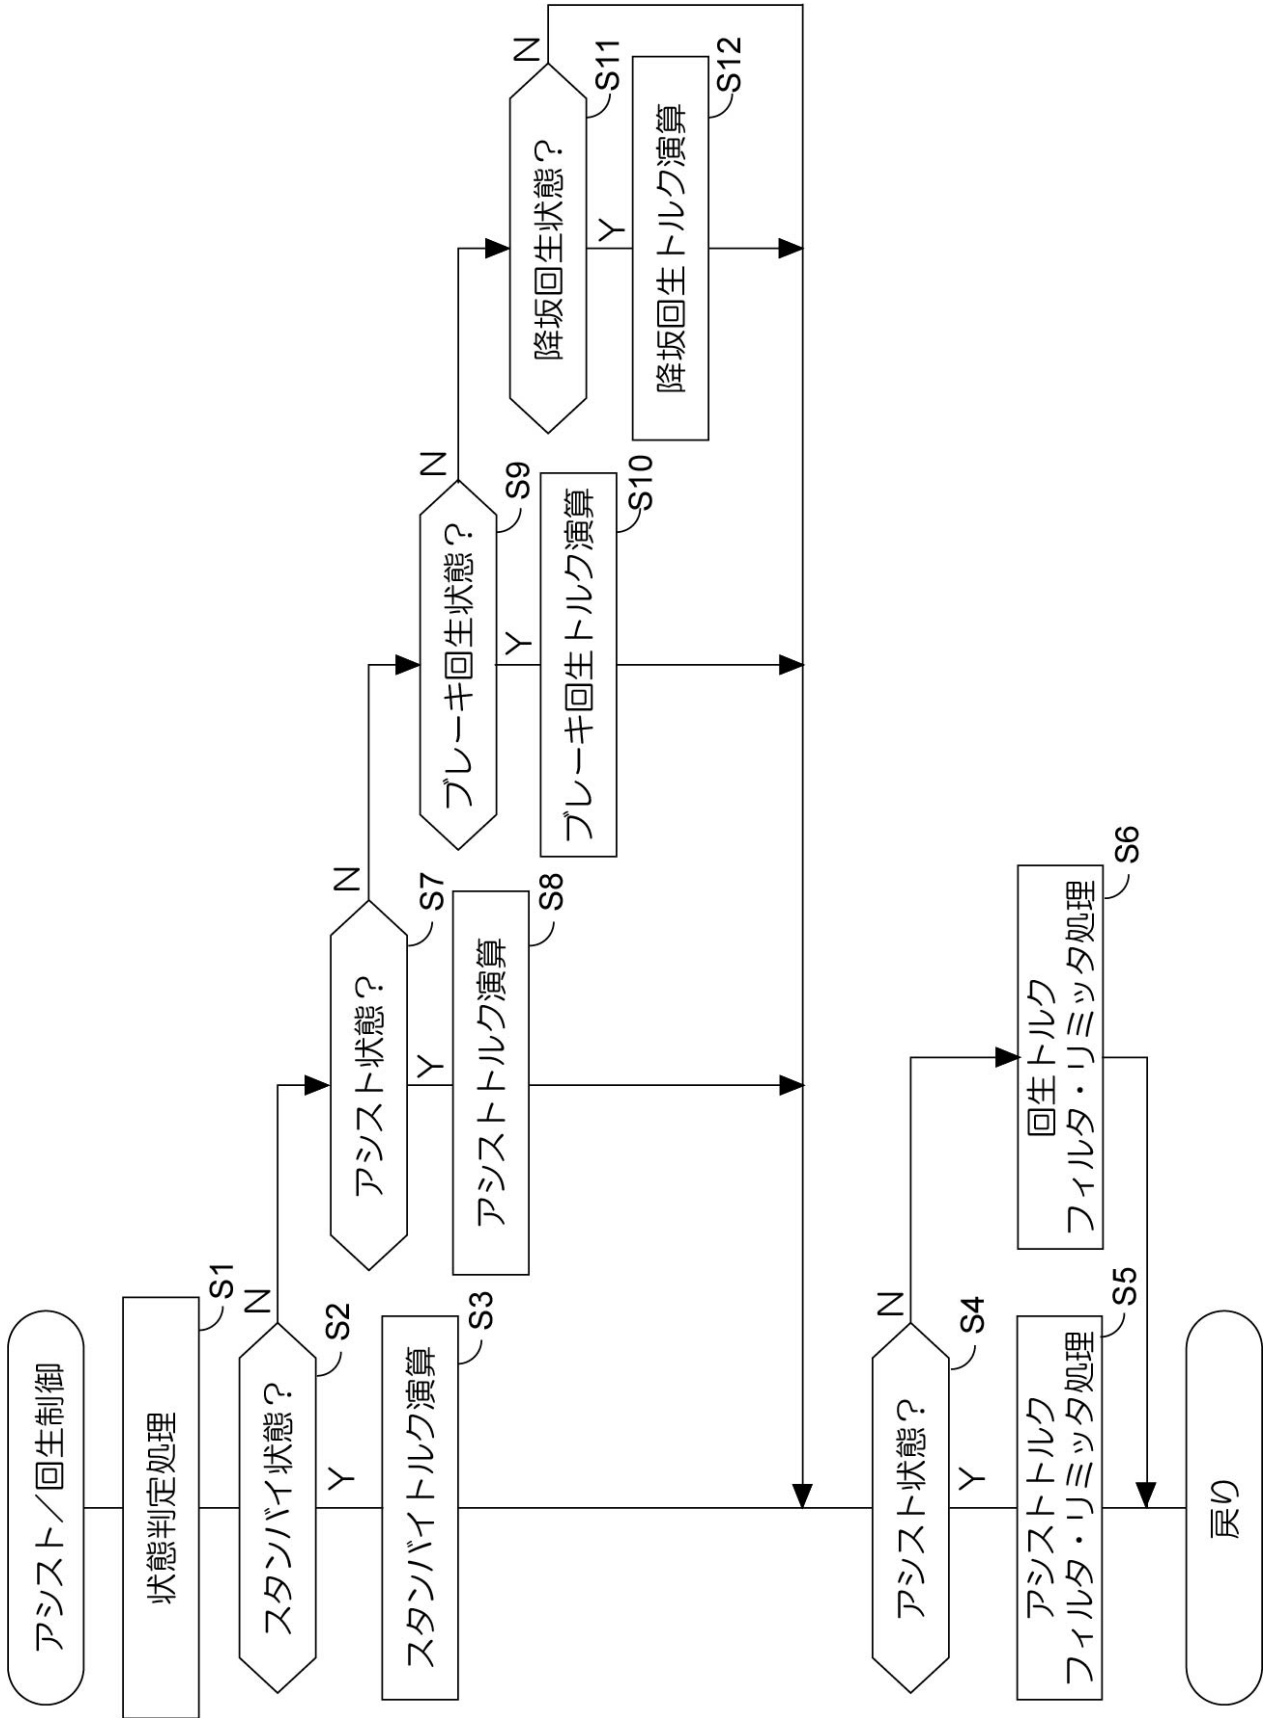 アシスト／回生制御
状態判定処理
S1
スタンバイ状態？
S2
N
Y
スタンバイトルク演算
S3
アシスト状態？
S7
N
Y
アシストトルク演算
S8
ブレーキ回生状態？
S9
N
Y
ブレーキ回生トルク演算
S10
降坂回生状態？
S11
N
Y
降坂回生トルク演算
S12
アシスト状態？
S4
N
Y
アシストトルク
フィルタ・リミッタ処理
S5
回生トルク
フィルタ・リミッタ処理
S6
戻り